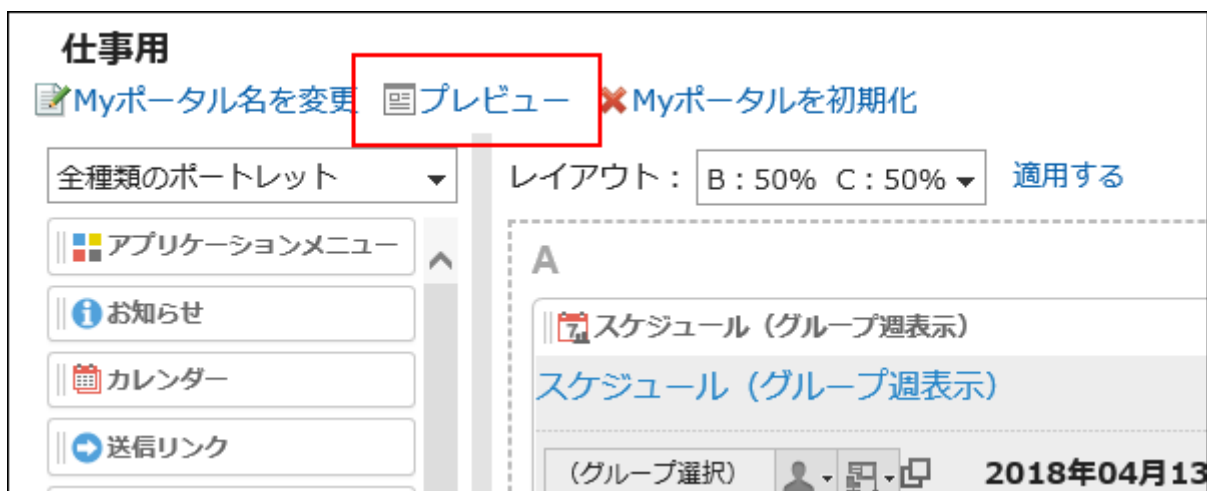 仕事用
Myポータル名を変更 プレビュー Myポータルを初期化
全種類のポートレット
レイアウト： B：50% C：50% 適用する
アプリケーションメニュー
A
お知らせ
スケジュール（グループ週表示）
カレンダー
スケジュール（グループ週表示）
送信リンク
（グループ選択） 2018年04月13